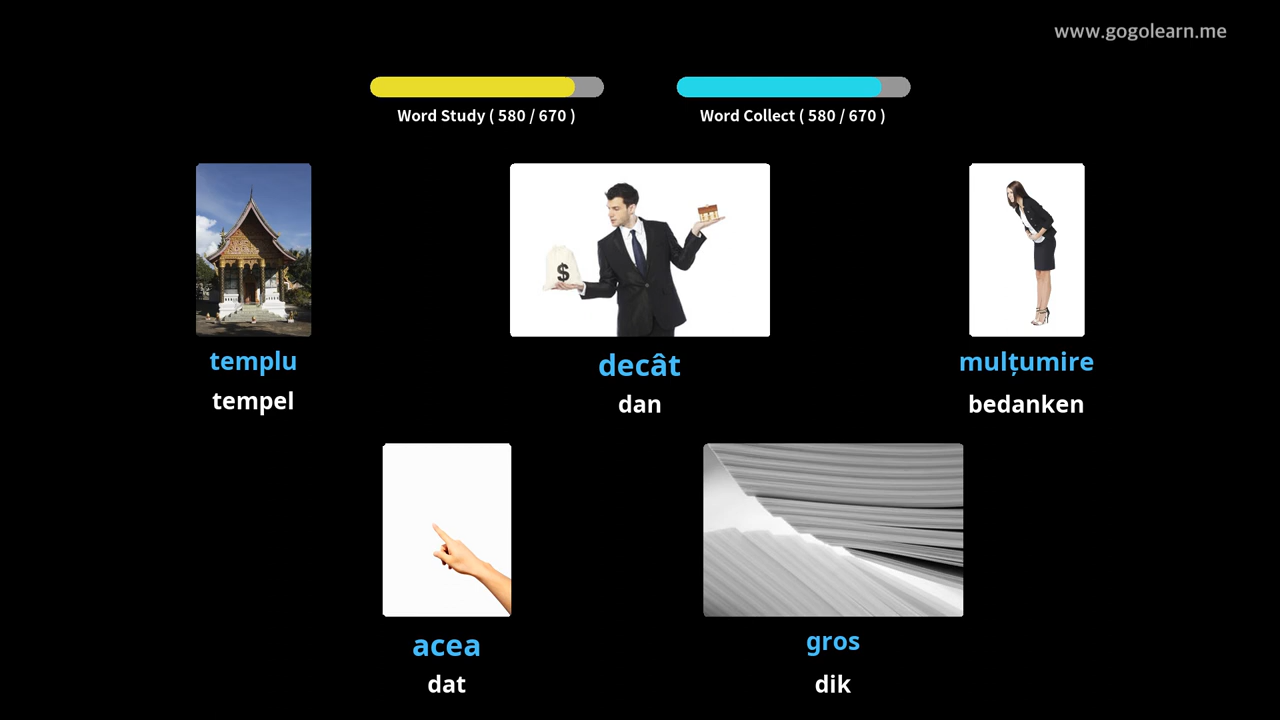 www.gogolearn.me
Word Study ( 580 / 670 )
Word Collect ( 580 / 670 )
templu
tempel
decât
dan
$
mulțumire
bedanken
acea
dat
gros
dik